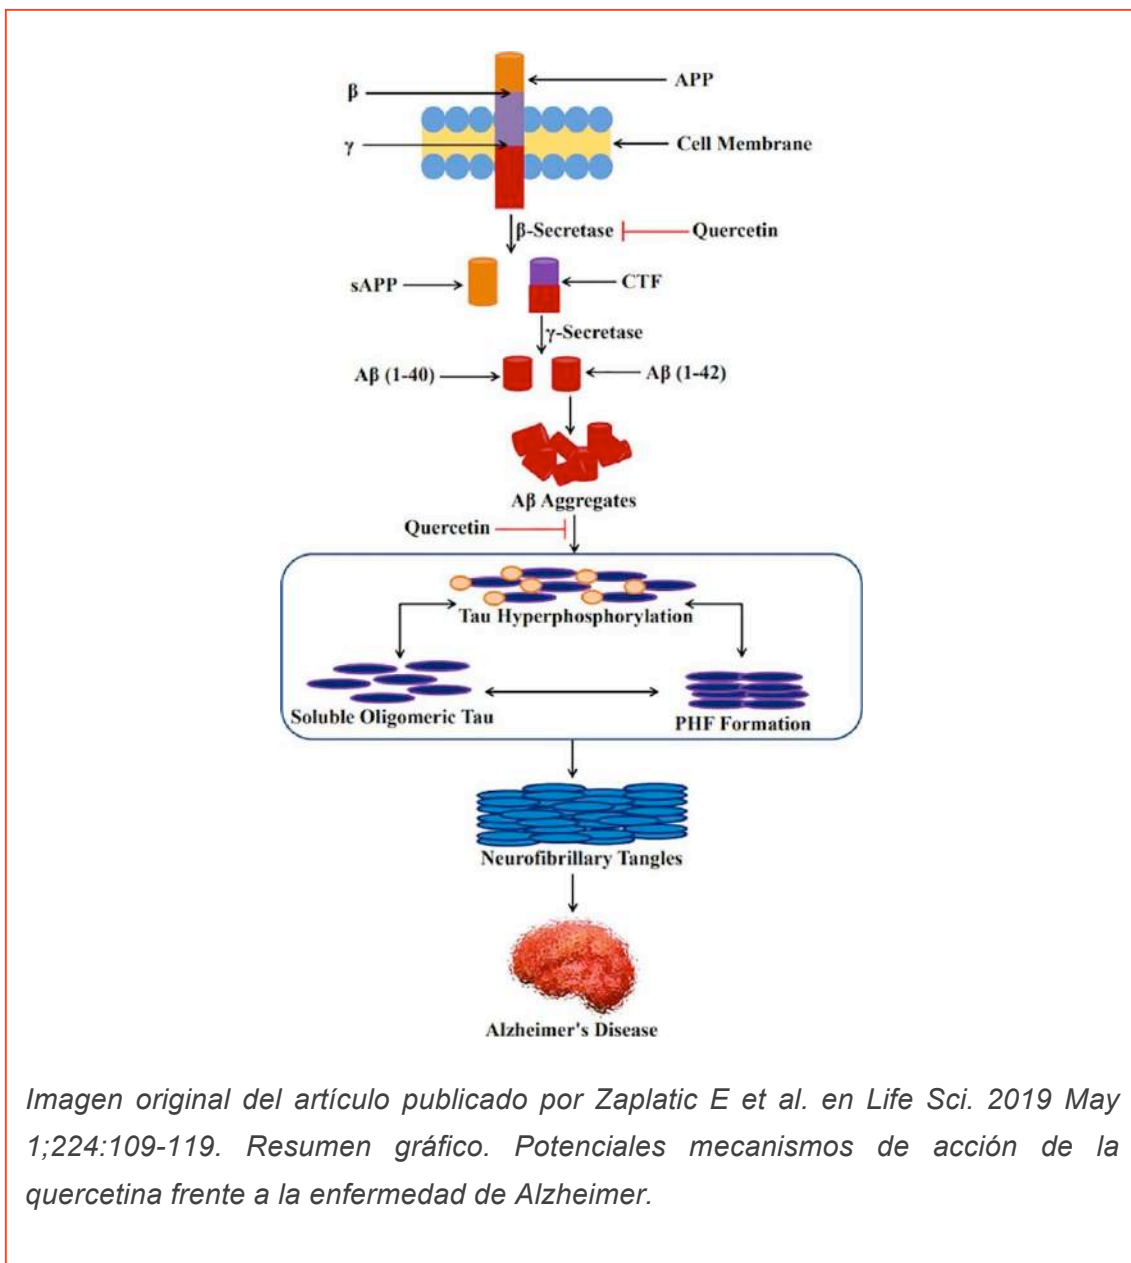 APP
β
Cell Membrane
γ
β-Secretase
Quercetin
sAPP
CTF
γ-Secretase
Aβ (1-40)
Aβ (1-42)
Aβ Aggregates
Quercetin
Tau Hyperphosphorylation
Soluble Oligomeric Tau
PHF Formation
Neurofibrillary Tangles
Alzheimer's Disease
Imagen original del artículo publicado por Zaplatic E et al. en Life Sci. 2019 May
1;224:109-119. Resumen gráfico. Potenciales mecanismos de acción de la
quercetina frente a la enfermedad de Alzheimer.